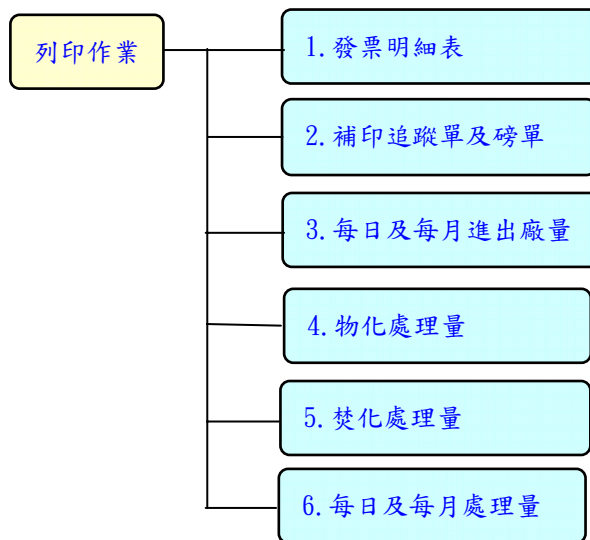 列印作業
1.發票明細表
2.補印追蹤單及磅單
3.每日及每月進出廠量
4.物化處理量
5.焚化處理量
6.每日及每月處理量